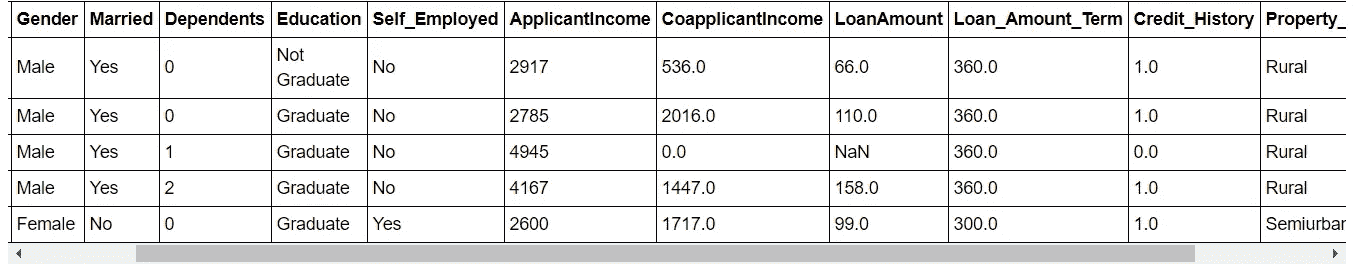 Gender Married Dependents Education Self_Employed ApplicantIncome CoapplicantIncome LoanAmount Loan_Amount_Term Credit_History Property_
Male Yes 0 Not Graduate No 2917 536.0 66.0 360.0 1.0 Rural
Male Yes 0 Graduate No 2785 2016.0 110.0 360.0 1.0 Rural
Male Yes 1 Graduate No 4945 0.0 NaN 360.0 0.0 Rural
Male Yes 2 Graduate No 4167 1447.0 158.0 360.0 1.0 Rural
Female No 0 Graduate Yes 2600 1717.0 99.0 300.0 1.0 Semiurban